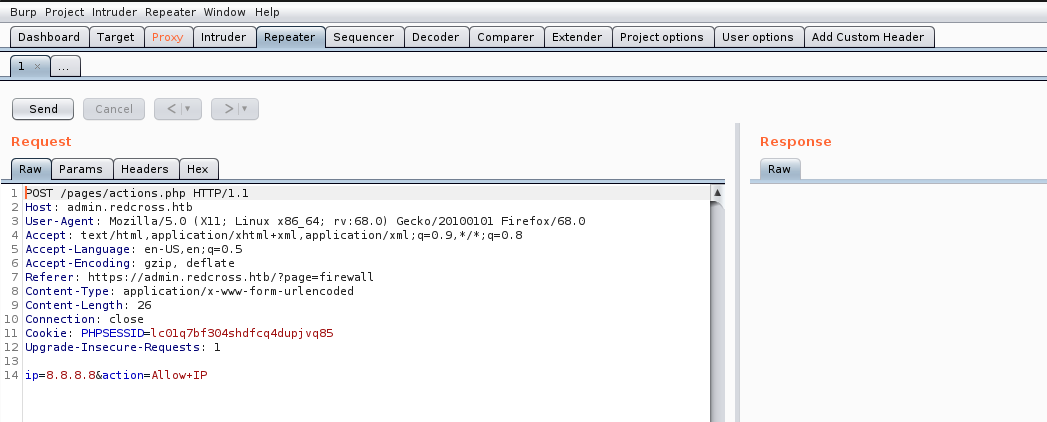 Burp Project Intruder Repeater Window Help
Dashboard Target Proxy Intruder Repeater Sequencer Decoder Comparer Extender Project options User options Add Custom Header
1 × ...
Send Cancel < ▾ > ▾
Request
Raw Params Headers Hex
1 POST /pages/actions.php HTTP/1.1
2 Host: admin.redcross.htb
3 User-Agent: Mozilla/5.0 (X11; Linux x86_64; rv:68.0) Gecko/20100101 Firefox/68.0
4 Accept: text/html,application/xhtml+xml,application/xml;q=0.9,*/*;q=0.8
5 Accept-Language: en-US,en;q=0.5
6 Accept-Encoding: gzip, deflate
7 Referer: https://admin.redcross.htb/?page=firewall
8 Content-Type: application/x-www-form-urlencoded
9 Content-Length: 26
10 Connection: close
11 Cookie: PHPSESSID=lc01q7bf304shdfcq4dupjvq85
12 Upgrade-Insecure-Requests: 1
13
14 ip=8.8.8.8&action=Allow+IP
Response
Raw